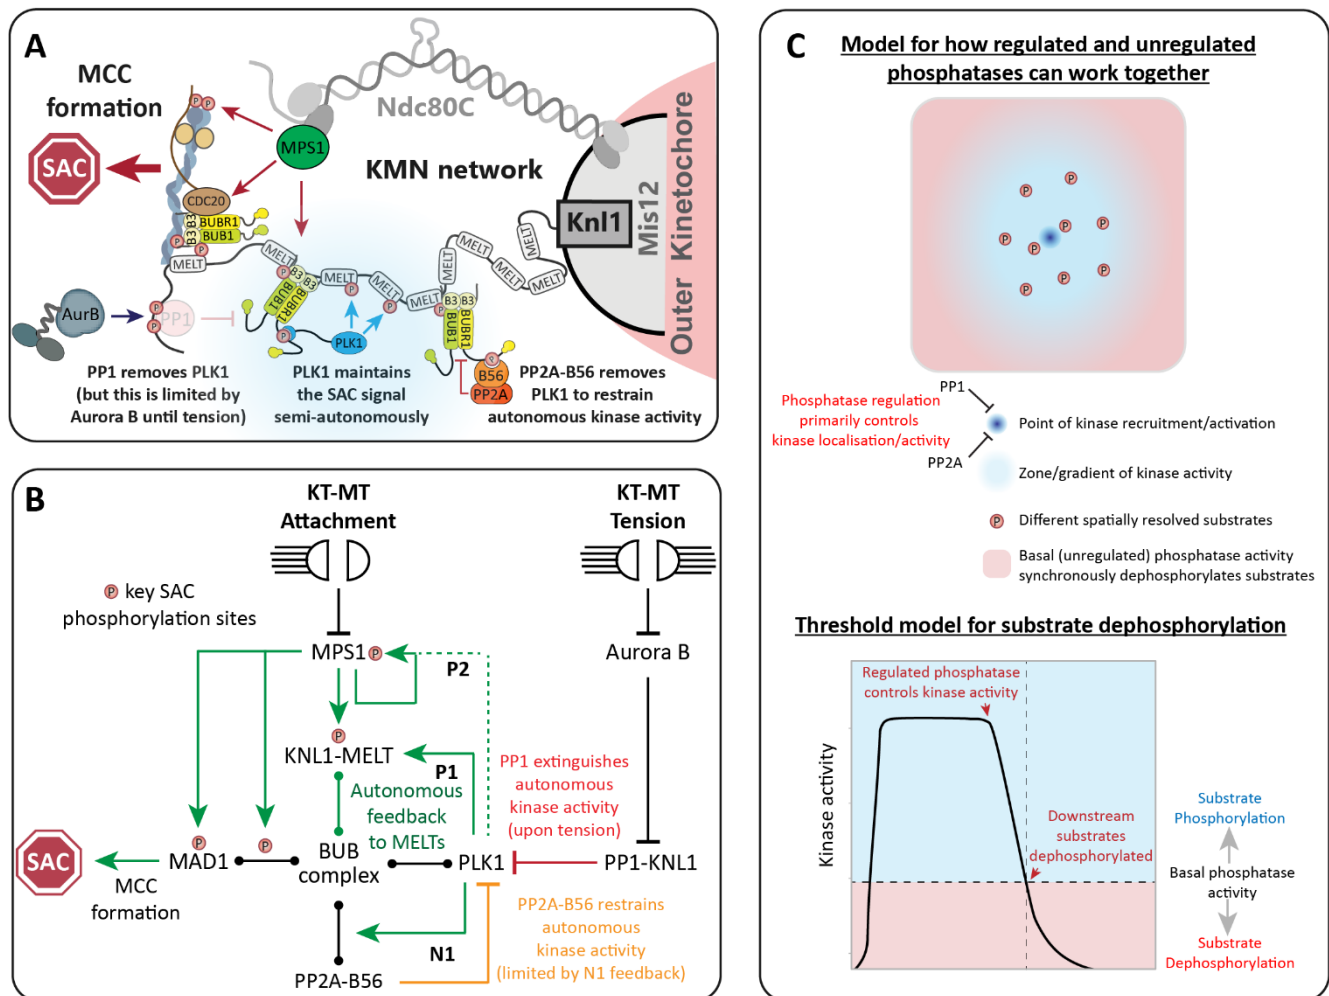 A
MCC
formation
SAC
MPS1
Ndc80C
KMN network
Knl1
Mis12
Outer Kinetochore
CDC20
B3
B3
BUBR1
BUB1
P
P
P
P
MELT
MELT
MELT
MELT
MELT
MELT
MELT
MELT
MELT
AurB
P
P
PP1
P
B3
B3
BUB1
BUBR1
P
P
P
PLK1
P
B3
B3
BUB1
BUBR1
P
B56
PP2A
PP1 removes PLK1
(but this is limited by
Aurora B until tension)
PLK1 maintains
the SAC signal
semi-autonomously
PP2A-B56 removes
PLK1 to restrain
autonomous kinase activity
B
KT-MT
Attachment
KT-MT
Tension
P key SAC
phosphorylation sites
MPS1 P
P2
Aurora B
P
KNL1-MELT
P1
Autonomous
feedback
to MELTs
PP1 extinguishes
autonomous
kinase activity
(upon tension)
SAC
P
MAD1
P
BUB
complex
PLK1
PP1-KNL1
MCC
formation
N1
PP2A-B56
PP2A-B56 restrains
autonomous
kinase activity
(limited by N1 feedback)
C
Model for how regulated and unregulated
phosphatases can work together
P
P
P
P
P
P
P
P
P
Phosphatase regulation
primarily controls
kinase localisation/activity
PP1
PP2A
Point of kinase recruitment/activation
Zone/gradient of kinase activity
P Different spatially resolved substrates
Basal (unregulated) phosphatase activity
synchronously dephosphorylates substrates
Threshold model for substrate dephosphorylation
Kinase activity
Regulated phosphatase
controls kinase activity
Downstream
substrates
dephosphorylated
Substrate
Phosphorylation
Basal phosphatase
activity
Substrate
Dephosphorylation